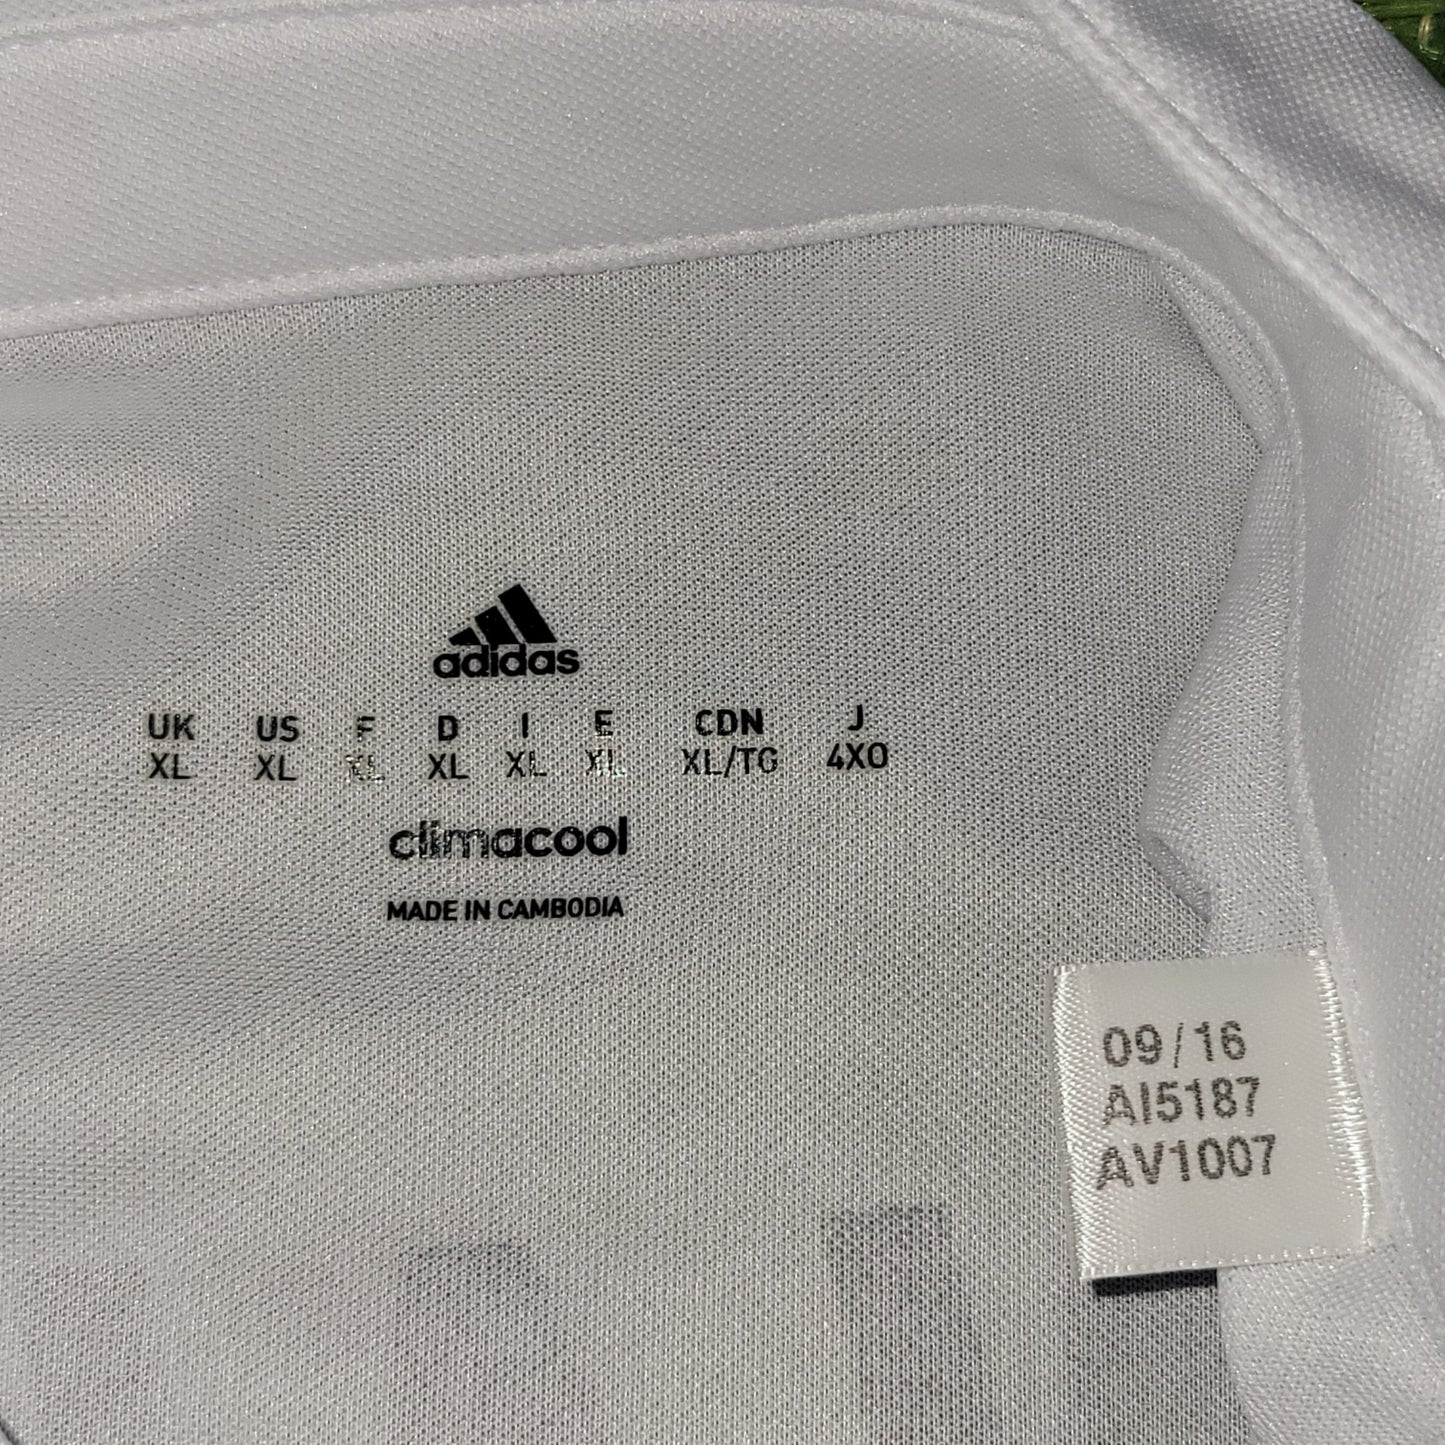 adidas
UK US F D I E CDN J
XL XL XL XL XL XL XL/TG 4XO
climacool
MADE IN CAMBODIA
09/16
AI5187
AV1007